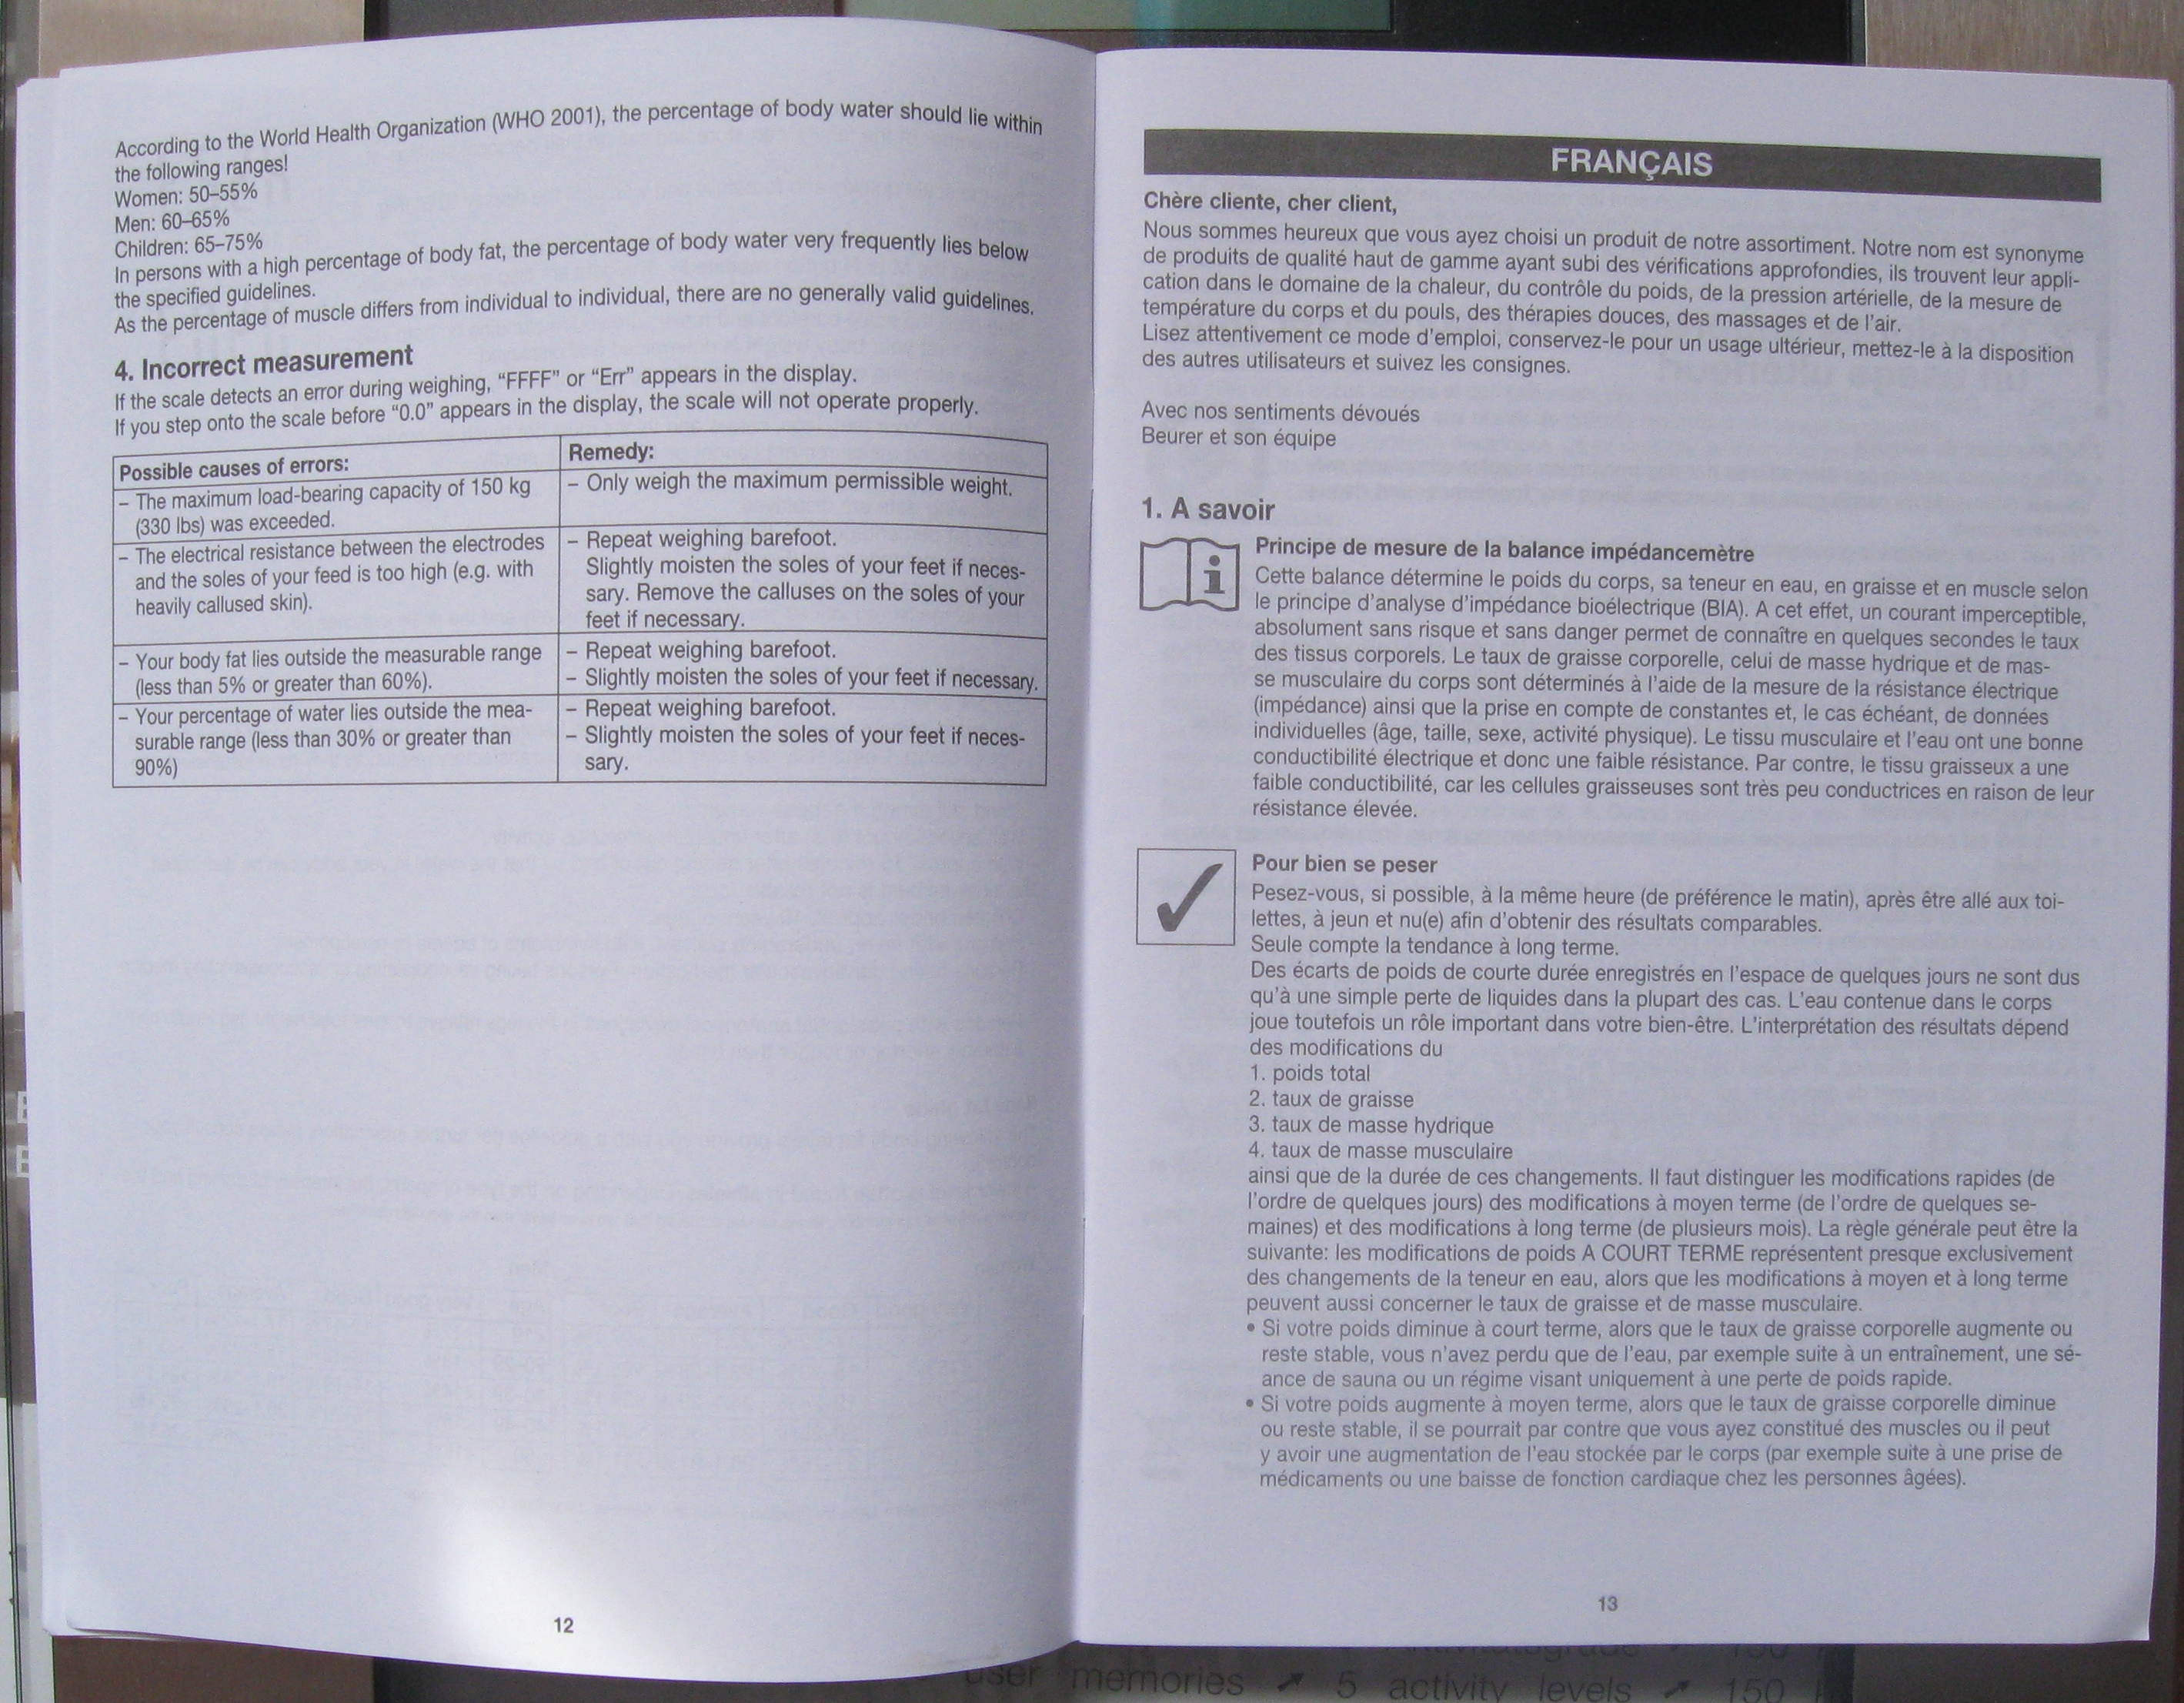 According to the World Health Organization (WHO 2001), the percentage of body water should lie within
the following ranges!
Women: 50–55%
Men: 60–65%
Children: 65–75%
In persons with a high percentage of body fat, the percentage of body water very frequently lies below
the specified guidelines.
As the percentage of muscle differs from individual to individual, there are no generally valid guidelines.
4. Incorrect measurement
If the scale detects an error during weighing, “FFFF” or “Err” appears in the display.
If you step onto the scale before “0.0” appears in the display, the scale will not operate properly.
Possible causes of errors:
Remedy:
– The maximum load-bearing capacity of 150 kg
(330 lbs) was exceeded.
– Only weigh the maximum permissible weight.
– The electrical resistance between the electrodes
and the soles of your feed is too high (e.g. with
heavily callused skin).
– Repeat weighing barefoot.
Slightly moisten the soles of your feet if neces-
sary. Remove the calluses on the soles of your
feet if necessary.
– Your body fat lies outside the measurable range
(less than 5% or greater than 60%).
– Repeat weighing barefoot.
– Slightly moisten the soles of your feet if necessary.
– Your percentage of water lies outside the mea-
surable range (less than 30% or greater than
90%)
– Repeat weighing barefoot.
– Slightly moisten the soles of your feet if neces-
sary.
12
FRANÇAIS
Chère cliente, cher client,
Nous sommes heureux que vous ayez choisi un produit de notre assortiment. Notre nom est synonyme
de produits de qualité haut de gamme ayant subi des vérifications approfondies, ils trouvent leur appli-
cation dans le domaine de la chaleur, du contrôle du poids, de la pression artérielle, de la mesure de
température du corps et du pouls, des thérapies douces, des massages et de l'air.
Lisez attentivement ce mode d'emploi, conservez-le pour un usage ultérieur, mettez-le à la disposition
des autres utilisateurs et suivez les consignes.
Avec nos sentiments dévoués
Beurer et son équipe
1. A savoir
Principe de mesure de la balance impédancemètre
Cette balance détermine le poids du corps, sa teneur en eau, en graisse et en muscle selon
le principe d'analyse d'impédance bioélectrique (BIA). A cet effet, un courant imperceptible,
absolument sans risque et sans danger permet de connaître en quelques secondes le taux
des tissus corporels. Le taux de graisse corporelle, celui de masse hydrique et de mas-
se musculaire du corps sont déterminés à l'aide de la mesure de la résistance électrique
(impédance) ainsi que la prise en compte de constantes et, le cas échéant, de données
individuelles (âge, taille, sexe, activité physique). Le tissu musculaire et l'eau ont une bonne
conductibilité électrique et donc une faible résistance. Par contre, le tissu graisseux a une
faible conductibilité, car les cellules graisseuses sont très peu conductrices en raison de leur
résistance élevée.
Pour bien se peser
Pesez-vous, si possible, à la même heure (de préférence le matin), après être allé aux toi-
lettes, à jeun et nu(e) afin d'obtenir des résultats comparables.
Seule compte la tendance à long terme.
Des écarts de poids de courte durée enregistrés en l'espace de quelques jours ne sont dus
qu'à une simple perte de liquides dans la plupart des cas. L'eau contenue dans le corps
joue toutefois un rôle important dans votre bien-être. L'interprétation des résultats dépend
des modifications du
1. poids total
2. taux de graisse
3. taux de masse hydrique
4. taux de masse musculaire
ainsi que de la durée de ces changements. Il faut distinguer les modifications rapides (de
l'ordre de quelques jours) des modifications à moyen terme (de l'ordre de quelques se-
maines) et des modifications à long terme (de plusieurs mois). La règle générale peut être la
suivante: les modifications de poids A COURT TERME représentent presque exclusivement
des changements de la teneur en eau, alors que les modifications à moyen et à long terme
peuvent aussi concerner le taux de graisse et de masse musculaire.
• Si votre poids diminue à court terme, alors que le taux de graisse corporelle augmente ou
reste stable, vous n'avez perdu que de l'eau, par exemple suite à un entraînement, une sé-
ance de sauna ou un régime visant uniquement à une perte de poids rapide.
• Si votre poids augmente à moyen terme, alors que le taux de graisse corporelle diminue
ou reste stable, il se pourrait par contre que vous ayez constitué des muscles ou il peut
y avoir une augmentation de l'eau stockée par le corps (par exemple suite à une prise de
médicaments ou une baisse de fonction cardiaque chez les personnes âgées).
13
user memories 5 activity levels 150